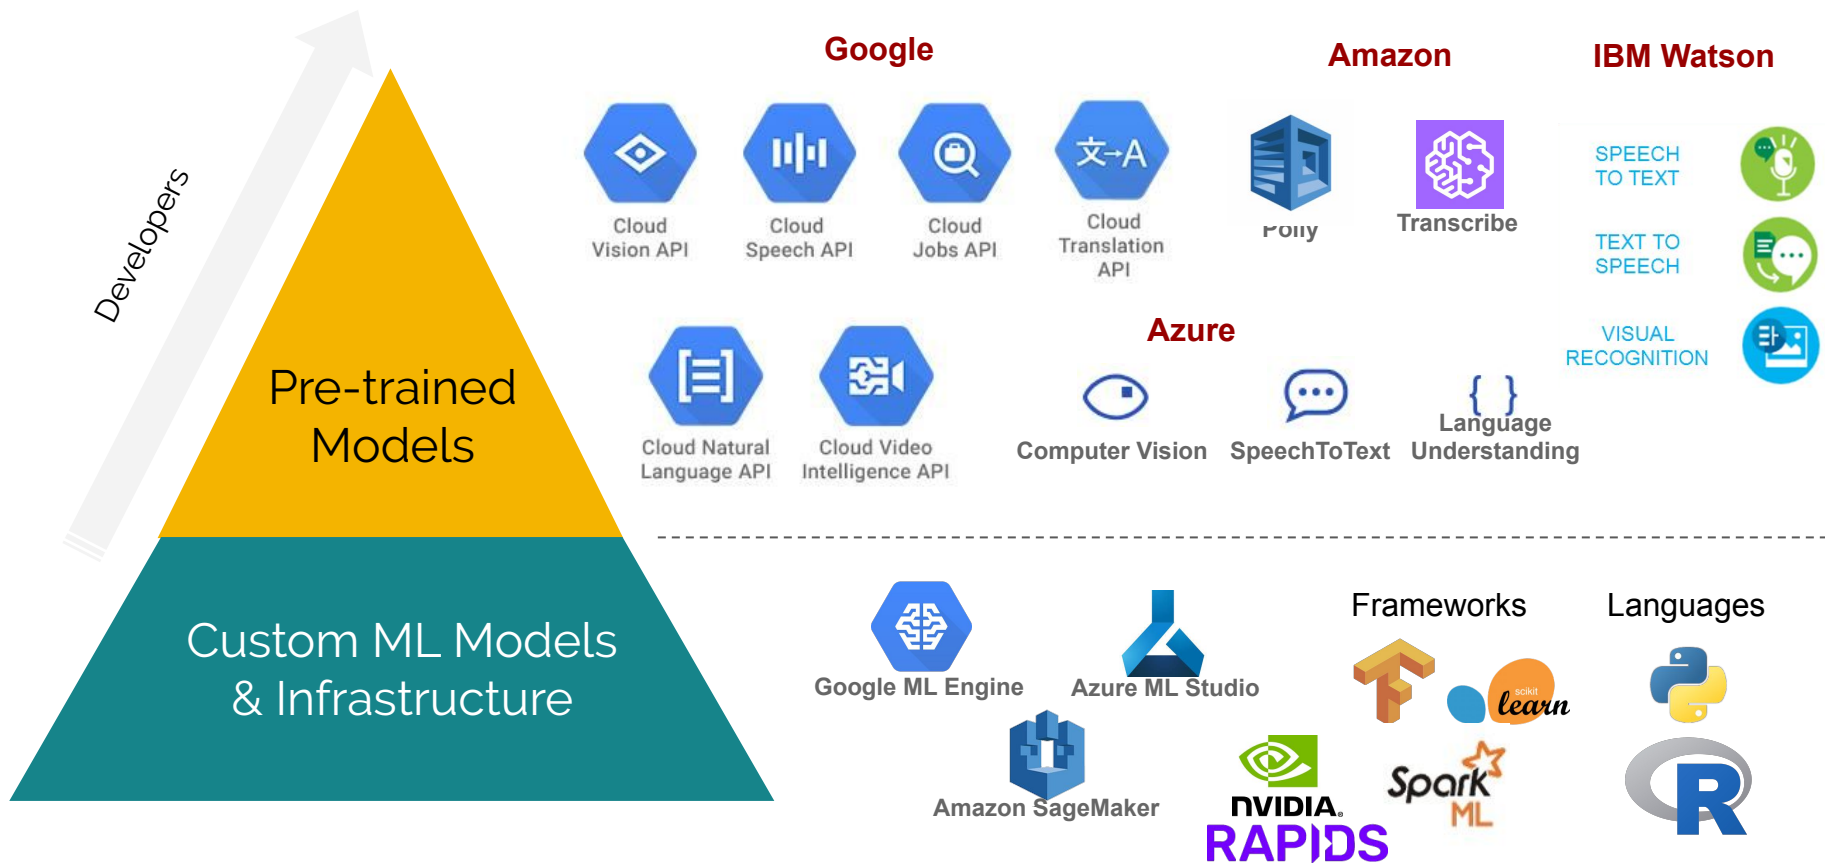 Google
Amazon
IBM Watson
Developers
文→A
Cloud
Vision API
Cloud
Speech API
Cloud
Jobs API
Cloud
Translation
API
Polly
Transcribe
SPEECH
TO TEXT
TEXT TO
SPEECH
VISUAL
RECOGNITION
Pre-trained
Models
Cloud Natural
Language API
Cloud Video
Intelligence API
Azure
Computer Vision
SpeechToText
{ }
Language
Understanding
Custom ML Models
& Infrastructure
Google ML Engine
Azure ML Studio
Amazon SageMaker
Frameworks
Languages
scikit
learn
NVIDIA.
RAPIDS
Spark
ML
R